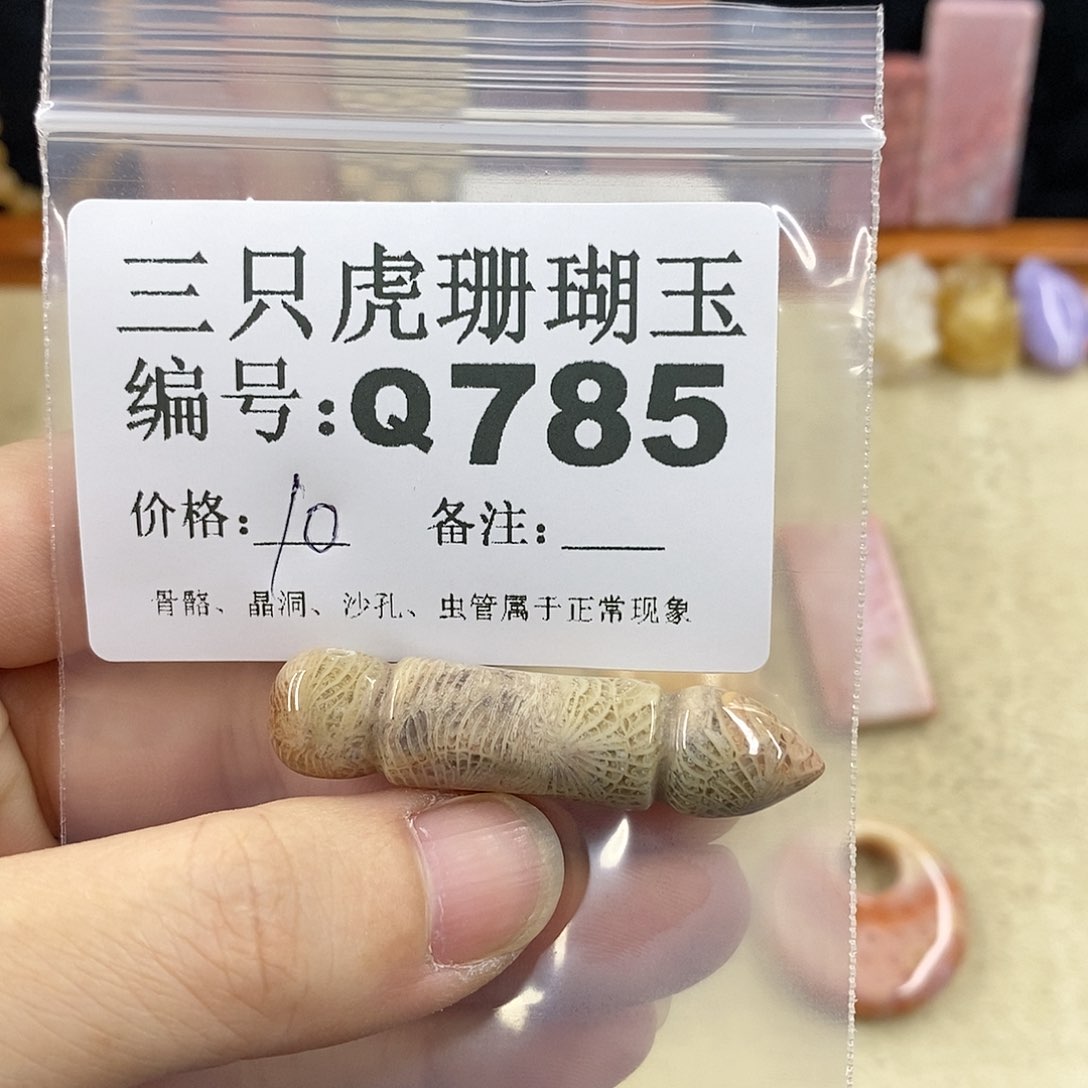 三只虎珊瑚玉
编号:Q785
价格:10 备注:____
骨骼、晶洞、沙孔、虫管属于正常现象